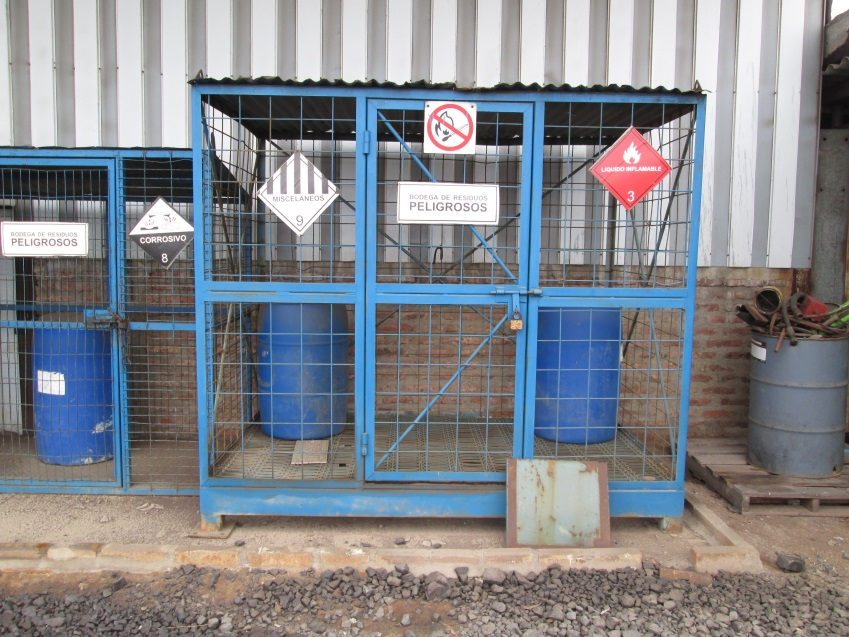 BODEGA DE RESIDUOS
PELIGROSOS
CORROSIVO
8
MISCELANEOS
9
BODEGA DE RESIDUOS
PELIGROSOS
LIQUIDO INFLAMABLE
3